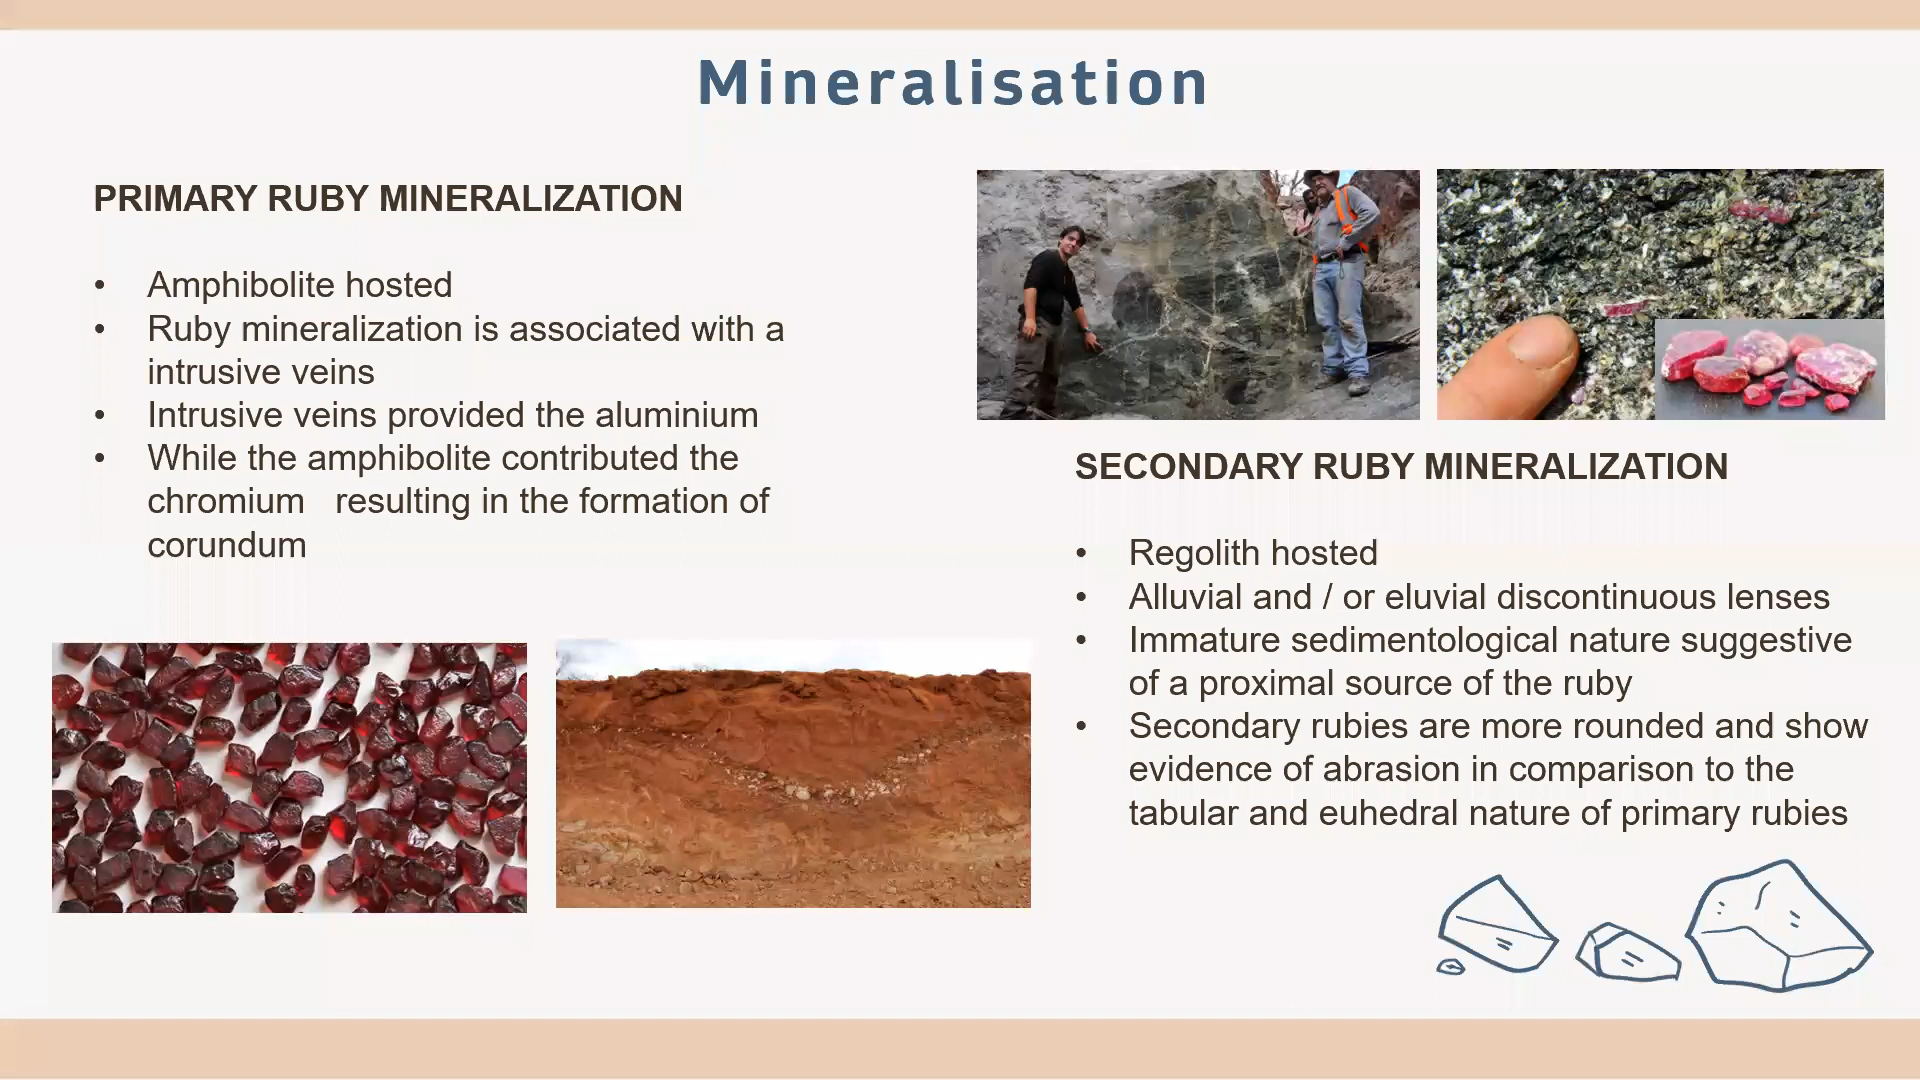 Mineralisation
PRIMARY RUBY MINERALIZATION
• Amphibolite hosted
• Ruby mineralization is associated with a
intrusive veins
• Intrusive veins provided the aluminium
• While the amphibolite contributed the
chromium   resulting in the formation of
corundum
SECONDARY RUBY MINERALIZATION
• Regolith hosted
• Alluvial and / or eluvial discontinuous lenses
• Immature sedimentological nature suggestive
of a proximal source of the ruby
• Secondary rubies are more rounded and show
evidence of abrasion in comparison to the
tabular and euhedral nature of primary rubies